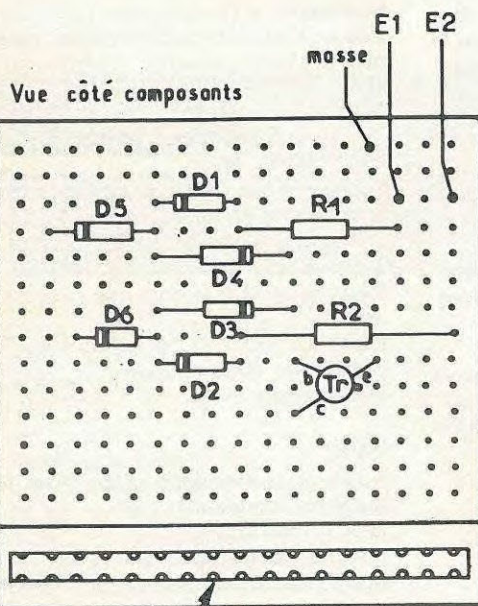 E1 E2
masse
Vue côté composants
D1
D5
R1
D4
D3
D6
R2
D2
b Tr e
c